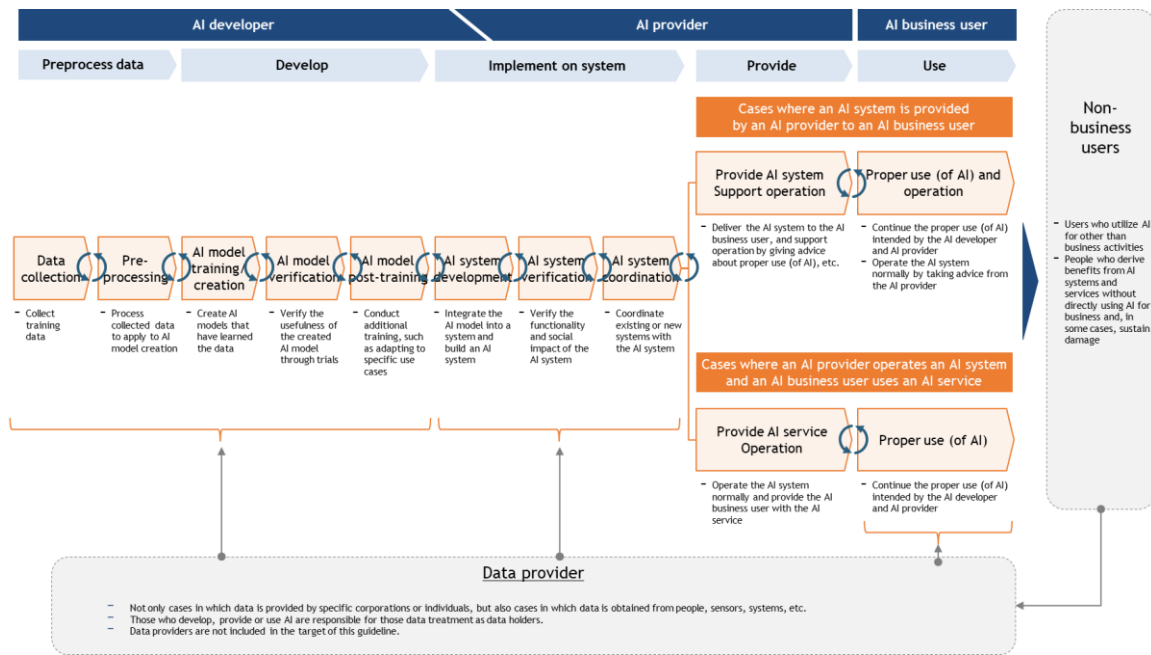 AI developer
AI provider
AI business user
Preprocess data
Develop
Implement on system
Provide
Use
Non-
business
users
- Users who utilize AI
for other than
business activities
- People who derive
benefits from AI
systems and
services without
directly using AI for
business and, in
some cases, sustain
damage
Cases where an AI system is provided
by an AI provider to an AI business user
Provide AI system
Support operation
Proper use (of AI) and
operation
- Deliver the AI system to the AI
business user, and support
operation by giving advice
about proper use (of AI), etc.
- Continue the proper use (of AI)
intended by the AI developer
and AI provider
- Operate the AI system
normally by taking advice from
the AI provider
Data
collection
Pre-
processing
AI model
training/
creation
AI model
verification
AI model
post-training
AI system
development
AI system
verification
AI system
coordination
- Collect
training
data
- Process
collected data
to apply to AI
model creation
- Create AI
models that
have learned
the data
- Verify the
usefulness of
the created
AI model
through trials
- Conduct
additional
training, such
as adapting to
specific use
cases
- Integrate the
AI model into a
system and
build an AI
system
- Verify the
functionality
and social
impact of the
AI system
- Coordinate
existing or new
systems with
the AI system
Cases where an AI provider operates an AI system
and an AI business user uses an AI service
Provide AI service
Operation
Proper use (of AI)
- Operate the AI system
normally and provide the AI
business user with the AI
service
- Continue the proper use (of AI)
intended by the AI developer
and AI provider
Data provider
- Not only cases in which data is provided by specific corporations or individuals, but also cases in which data is obtained from people, sensors, systems, etc.
- Those who develop, provide or use AI are responsible for those data treatment as data holders.
- Data providers are not included in the target of this guideline.